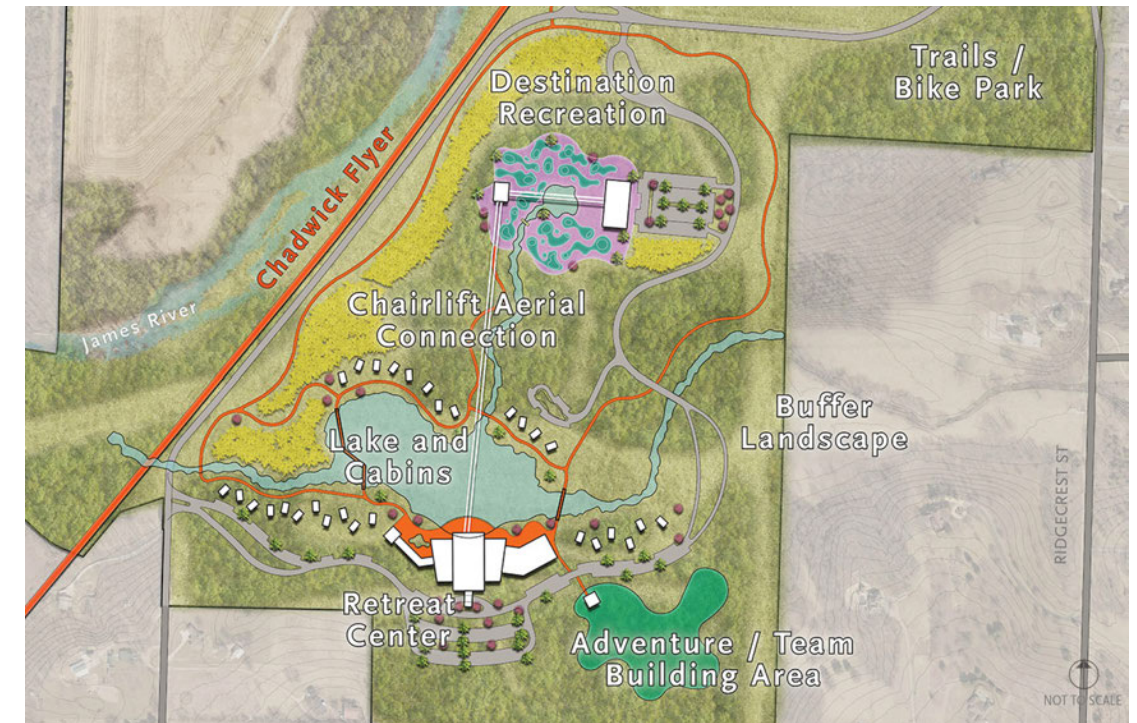 Trails /
Bike Park
Destination
Recreation
Chadwick Flyer
James River
Chairlift Aerial
Connection
Buffer
Landscape
Lake and
Cabins
RIDGECREST ST
Retreat
Center
Adventure / Team
Building Area
NOT TO SCALE